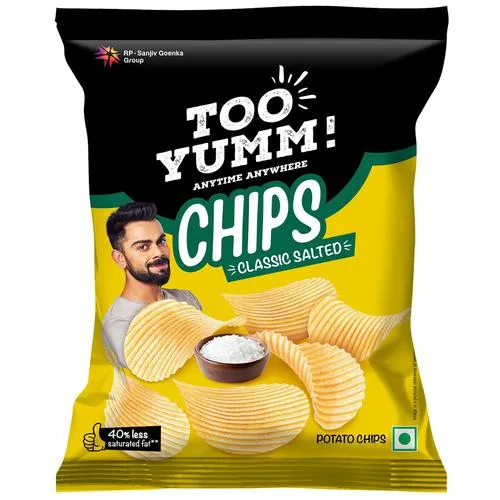 RP-Sanjiv Goenka
Group
TOO
YUMM!
ANYTIME ANYWHERE
CHIPS
CLASSIC SALTED
40% less
saturated fat**
POTATO CHIPS